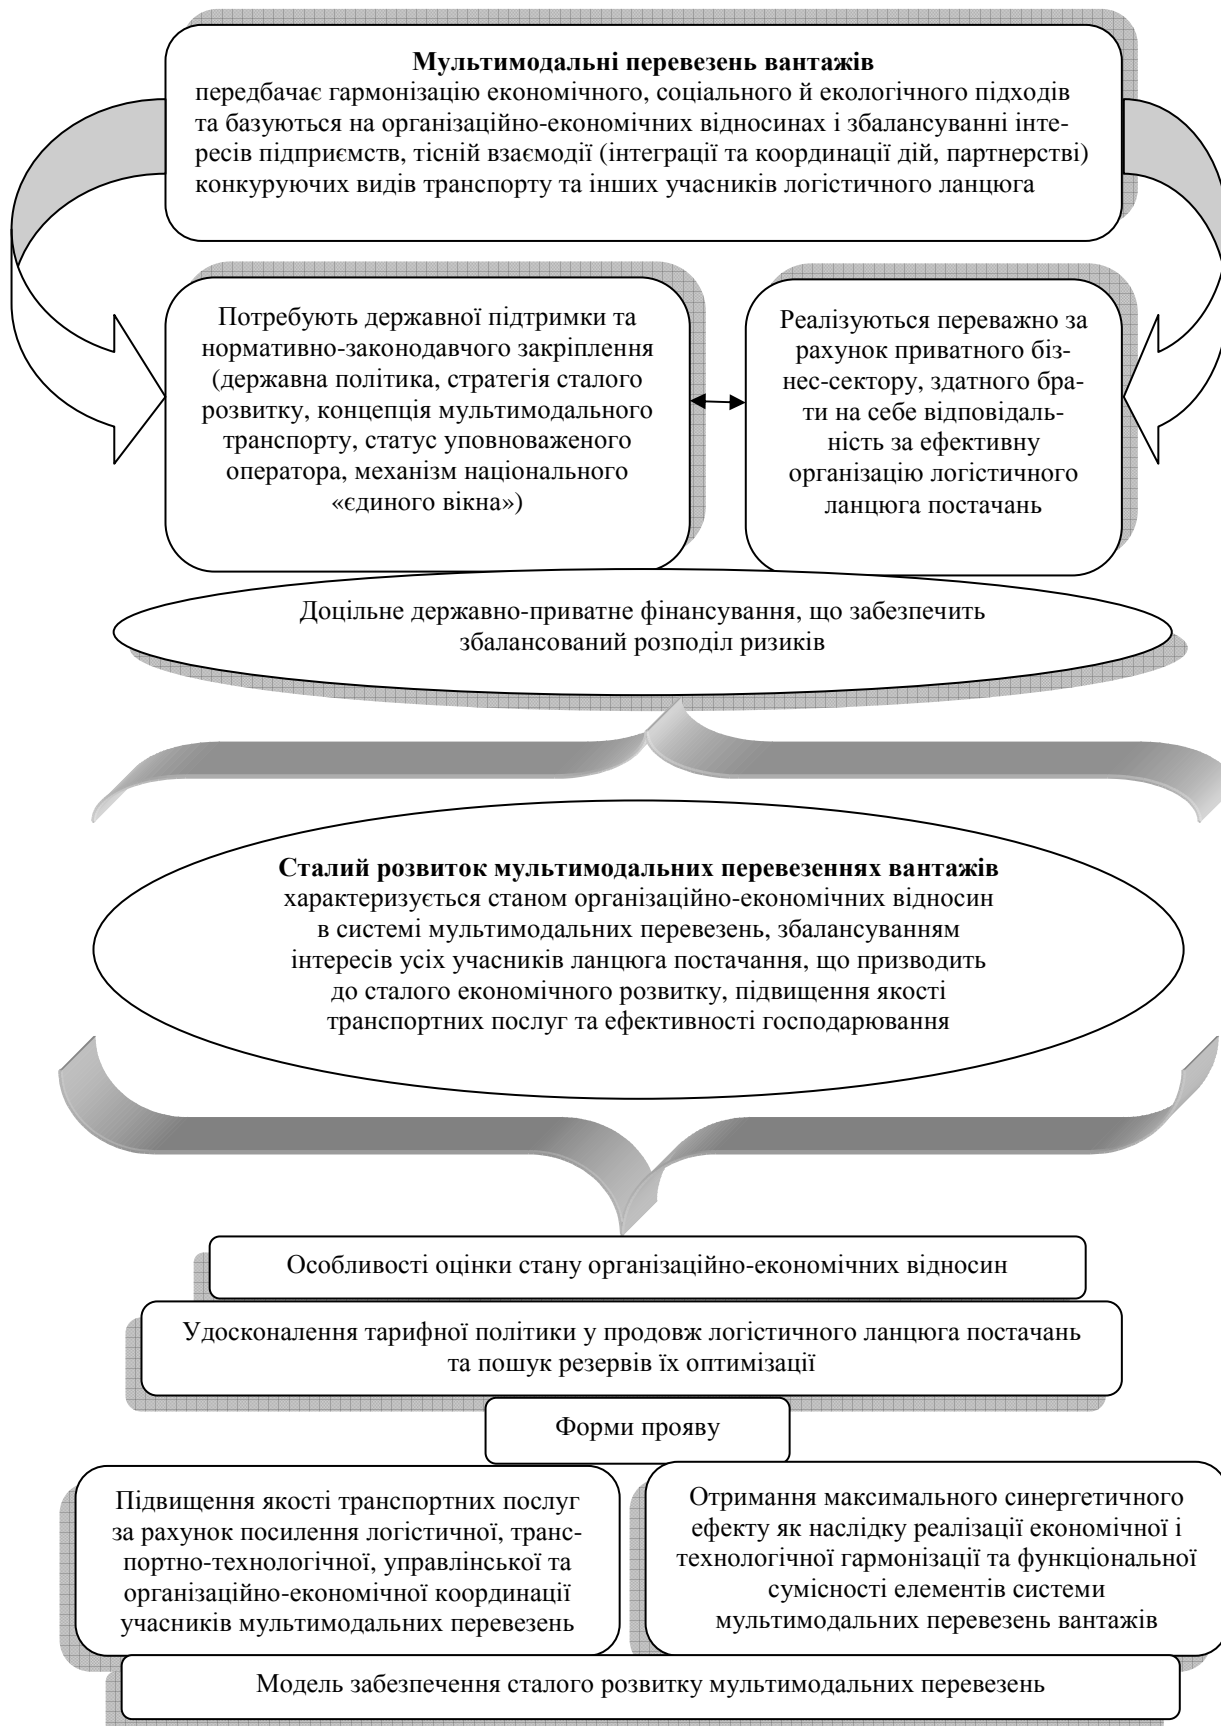 Мультимодальні перевезень вантажів
передбачає гармонізацію економічного, соціального й екологічного підходів
та базуються на організаційно-економічних відносинах і збалансуванні інте-
ресів підприємств, тісній взаємодії (інтеграції та координації дій, партнерстві)
конкуруючих видів транспорту та інших учасників логістичного ланцюга
Потребують державної підтримки та
нормативно-законодавчого закріплення
(державна політика, стратегія сталого
розвитку, концепція мультимодального
транспорту, статус уповноваженого
оператора, механізм національного
«єдиного вікна»)
Реалізуються переважно за
рахунок приватного біз-
нес-сектору, здатного бра-
ти на себе відповідаль-
ність за ефективну
організацію логістичного
ланцюга постачань
Доцільне державно-приватне фінансування, що забезпечить
збалансований розподіл ризиків
Сталий розвиток мультимодальних перевезеннях вантажів
характеризується станом організаційно-економічних відносин
в системі мультимодальних перевезень, збалансуванням
інтересів усіх учасників ланцюга постачання, що призводить
до сталого економічного розвитку, підвищення якості
транспортних послуг та ефективності господарювання
Особливості оцінки стану організаційно-економічних відносин
Удосконалення тарифної політики у продовж логістичного ланцюга постачань
та пошук резервів їх оптимізації
Форми прояву
Підвищення якості транспортних послуг
за рахунок посилення логістичної, транс-
портно-технологічної, управлінської та
організаційно-економічної координації
учасників мультимодальних перевезень
Отримання максимального синергетичного
ефекту як наслідку реалізації економічної і
технологічної гармонізації та функціональної
сумісності елементів системи
мультимодальних перевезень вантажів
Модель забезпечення сталого розвитку мультимодальних перевезень